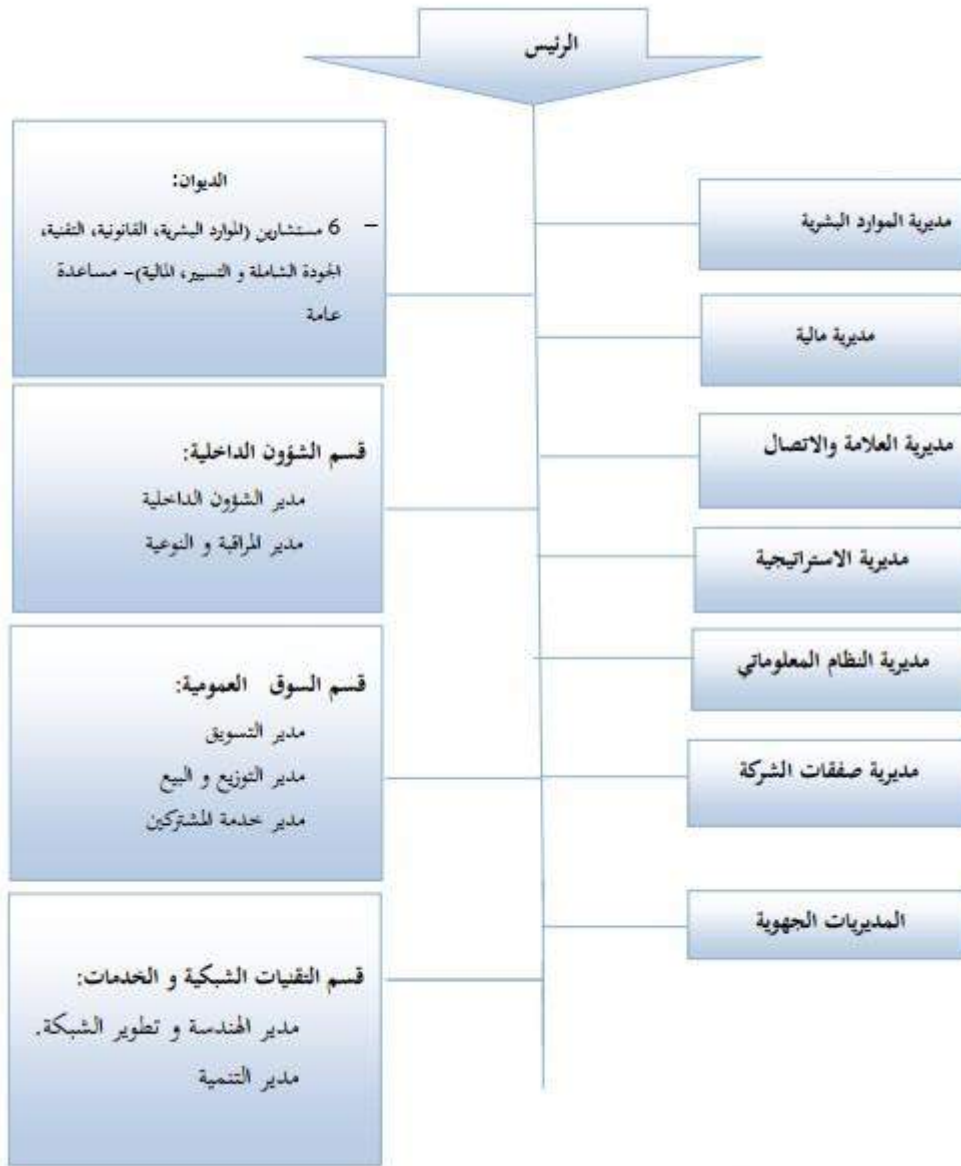 الرئيس
مديرية الموارد البشرية
مديرية مالية
مديرية العلامة والاتصال
مديرية الاستراتيجية
مديرية النظام المعلوماتي
مديرية صفقات الشركة
المديريات الجهوية
الديوان:
– 6 مستشارين (الموارد البشرية، القانونية، التقنية،
الجودة الشاملة و التسيير، المالية)– مساعدة
عامة
قسم الشؤون الداخلية:
مدير الشؤون الداخلية
مدير المراقبة و النوعية
قسم السوق العمومية:
مدير التسويق
مدير التوزيع و البيع
مدير خدمة المشتركين
قسم التقنيات الشبكية و الخدمات:
مدير الهندسة و تطوير الشبكة.
مدير التنمية